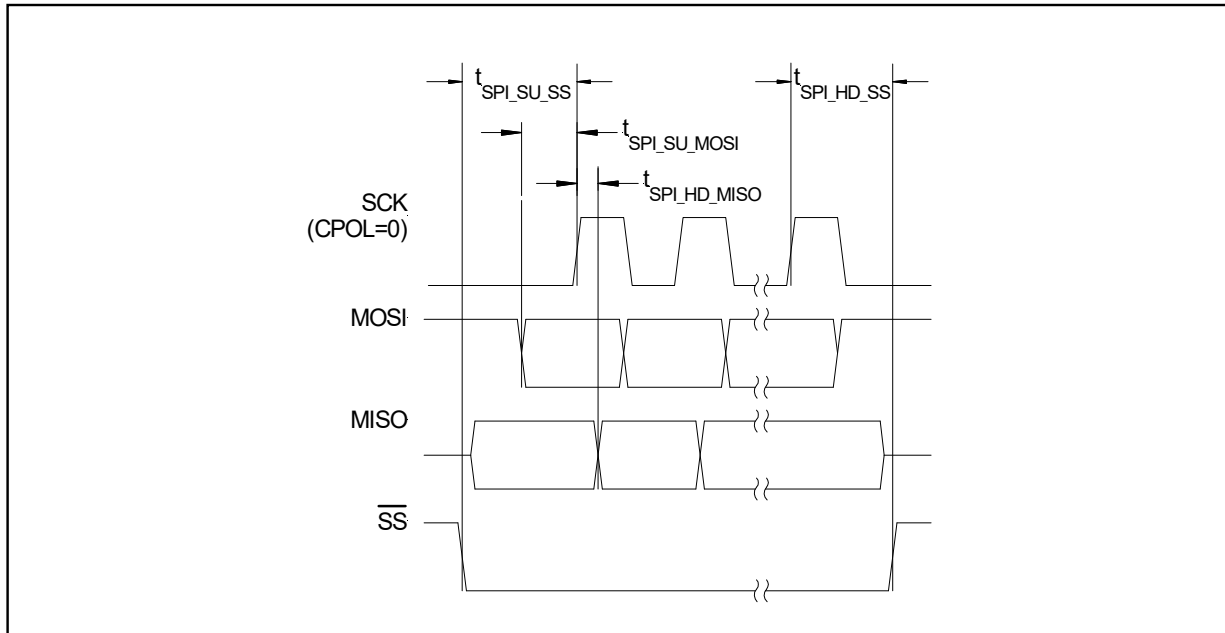 tSPI_SU_SS
tSPI_HD_SS
tSPI_SU_MOSI
tSPI_HD_MISO
SCK
(CPOL=0)
MOSI
MISO
SS